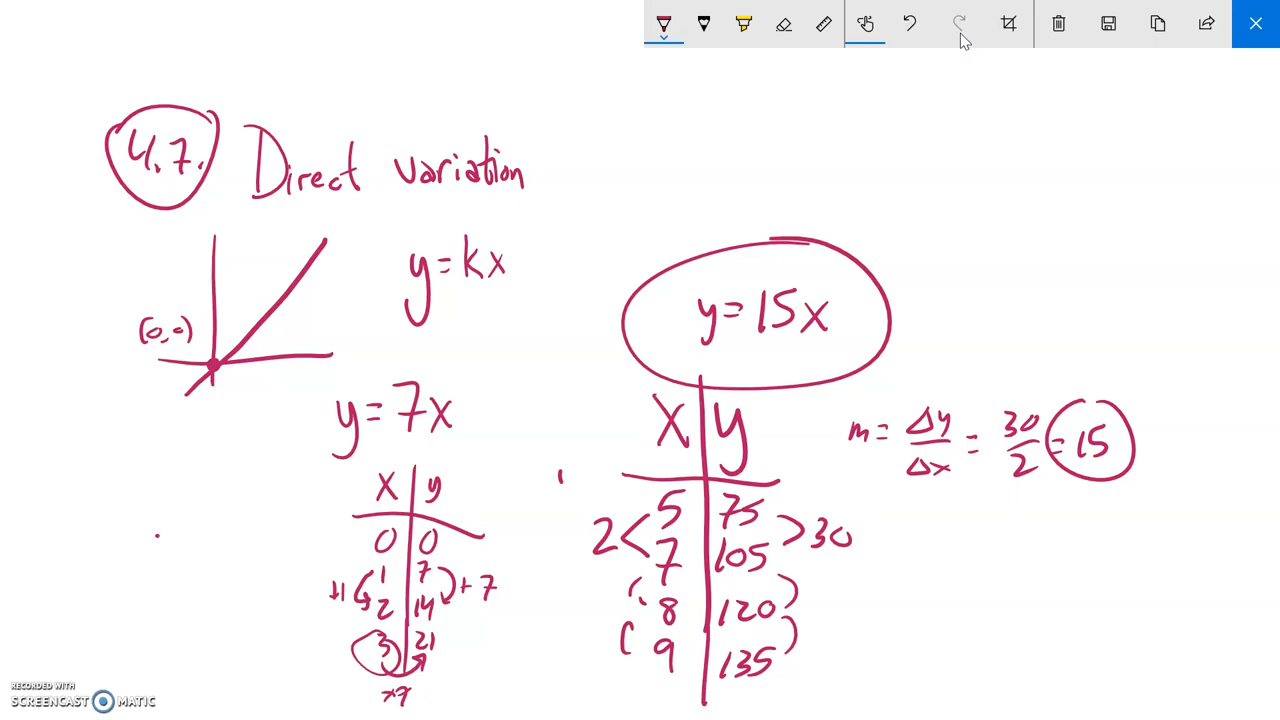 4.7. Direct variation
y=kx
(0,0)
y=15x
y=7x
x y
0 0
1 7
2 14
3 21
+1
+7
×7
X y
5 75
7 105
8 120
9 135
2
30
m = Δy/Δx = 30/2 = 15
RECORDED WITH
SCREENCAST MATIC